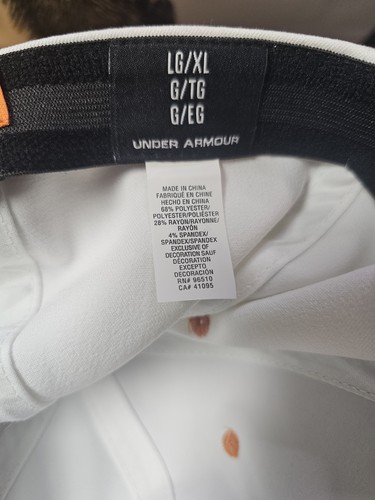 LG/XL
G/TG
G/EG
UNDER ARMOUR
MADE IN CHINA
FABRIQUÉ EN CHINE
HECHO EN CHINA
68% POLYESTER/
POLYESTER/POLIÉSTER
28% RAYON/RAYONNE/
RAYÓN
4% SPANDEX/
SPANDEX/SPANDEX
EXCLUSIVE OF
DECORATION SAUF
DÉCORATION
EXCEPTO
DECORACIÓN
RN# 96510
CA# 41095